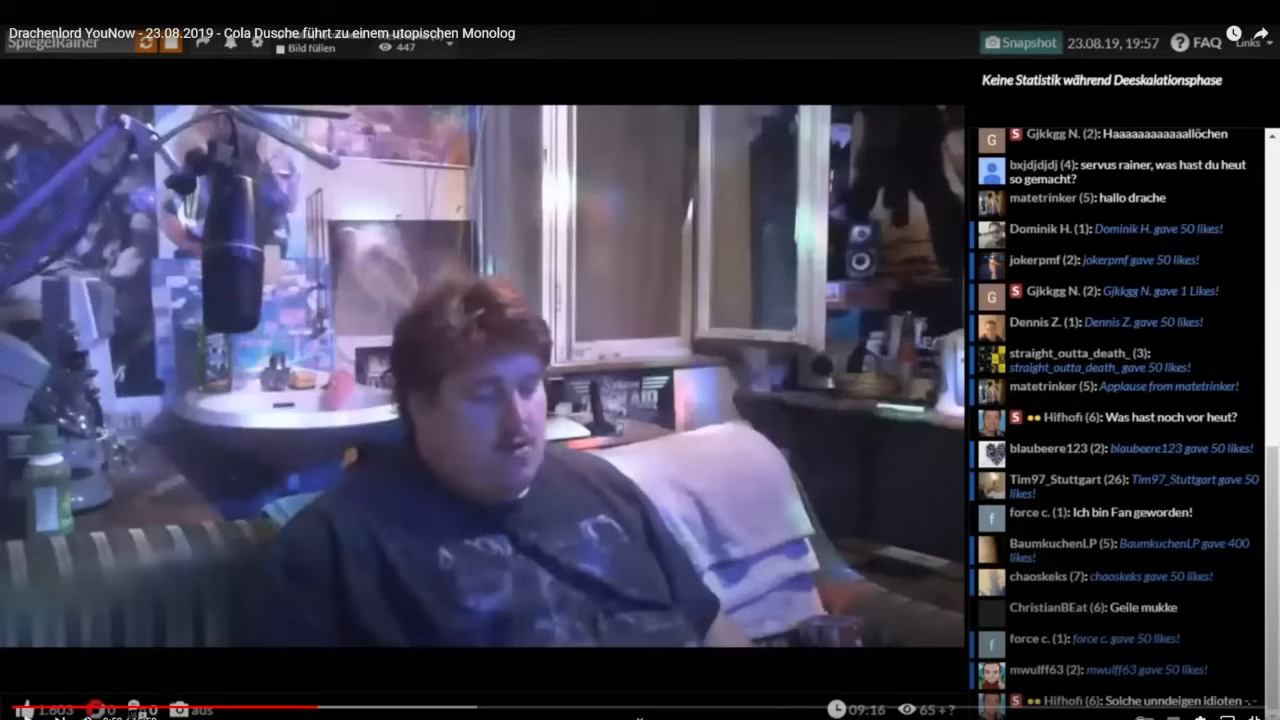 Drachenlord YouNow - 23.08.2019 - Cola Dusche führt zu einem utopischen Monolog
SpiegelRainer
Bild füllen
447
Snapshot
23.08.19, 19:57
FAQ
Links
Keine Statistik während Deeskalationsphase
G
S Gjkkgg N. (2): Haaaaaaaaaaaallöchen
bxjdjdjdj (4): servus rainer, was hast du heut
so gemacht?
matetrinker (5): hallo drache
Dominik H. (1): Dominik H. gave 50 likes!
jokerpmf (2): jokerpmf gave 50 likes!
G
S Gjkkgg N. (2): Gjkkgg N. gave 1 Likes!
Dennis Z. (1): Dennis Z. gave 50 likes!
straight_outta_death_ (3):
straight_outta_death_ gave 50 likes!
matetrinker (5): Applause from matetrinker!
S Hifhofi (6): Was hast noch vor heut?
blaubeere123 (2): blaubeere123 gave 50 likes!
Tim97_Stuttgart (26): Tim97_Stuttgart gave 50
likes!
f
force c. (1): Ich bin Fan geworden!
BaumkuchenLP (5): BaumkuchenLP gave 400
likes!
chaoskeks (7): chaoskeks gave 50 likes!
ChristianBEat (6): Geile mukke
f
force c. (1): force c. gave 50 likes!
mwulff63 (2): mwulff63 gave 50 likes!
S Hifhofi (6): Solche unndeigen idioten -.-
1.603
0
0
aus
09:16
65 + ?